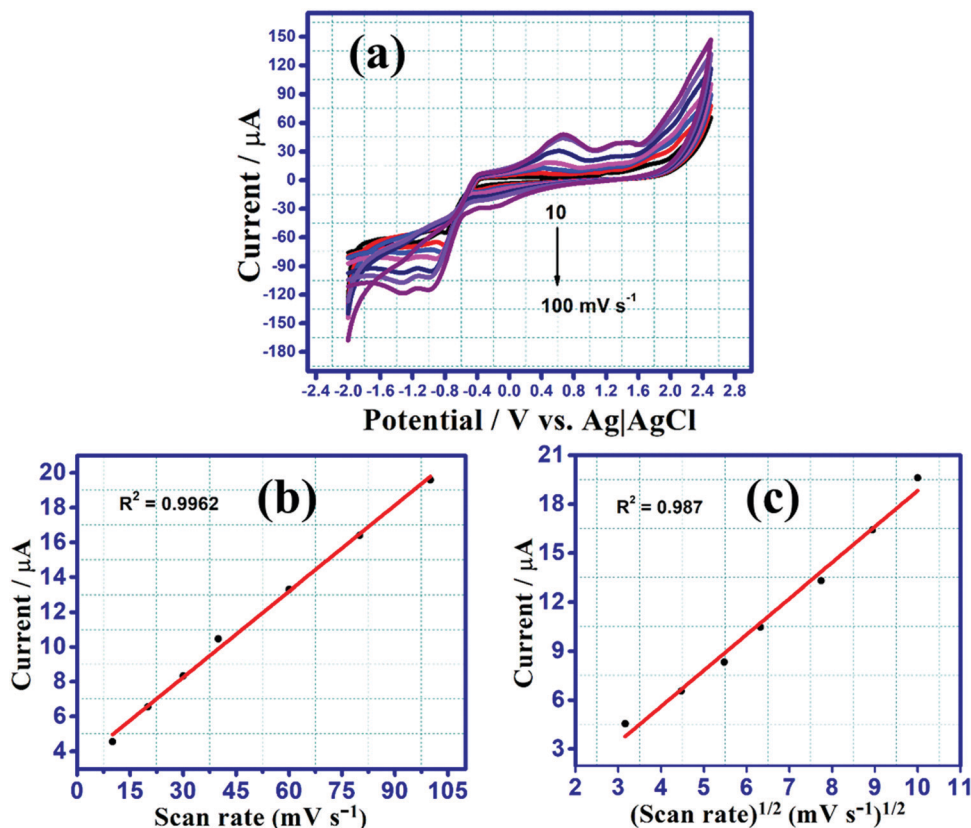 (a)
150
120
90
60
30
0
-30
-60
-90
-120
-150
-180
Current / μA
10
100 mV s⁻¹
-2.4 -2.0 -1.6 -1.2 -0.8 -0.4 0.0 0.4 0.8 1.2 1.6 2.0 2.4 2.8
Potential / V vs. Ag|AgCl
(b)
R² = 0.9962
20
18
16
14
12
10
8
6
4
Current / μA
0 15 30 45 60 75 90 105
Scan rate (mV s⁻¹)
(c)
R² = 0.987
21
18
15
12
9
6
3
Current / μA
2 3 4 5 6 7 8 9 10 11
(Scan rate)¹/² (mV s⁻¹)¹/²